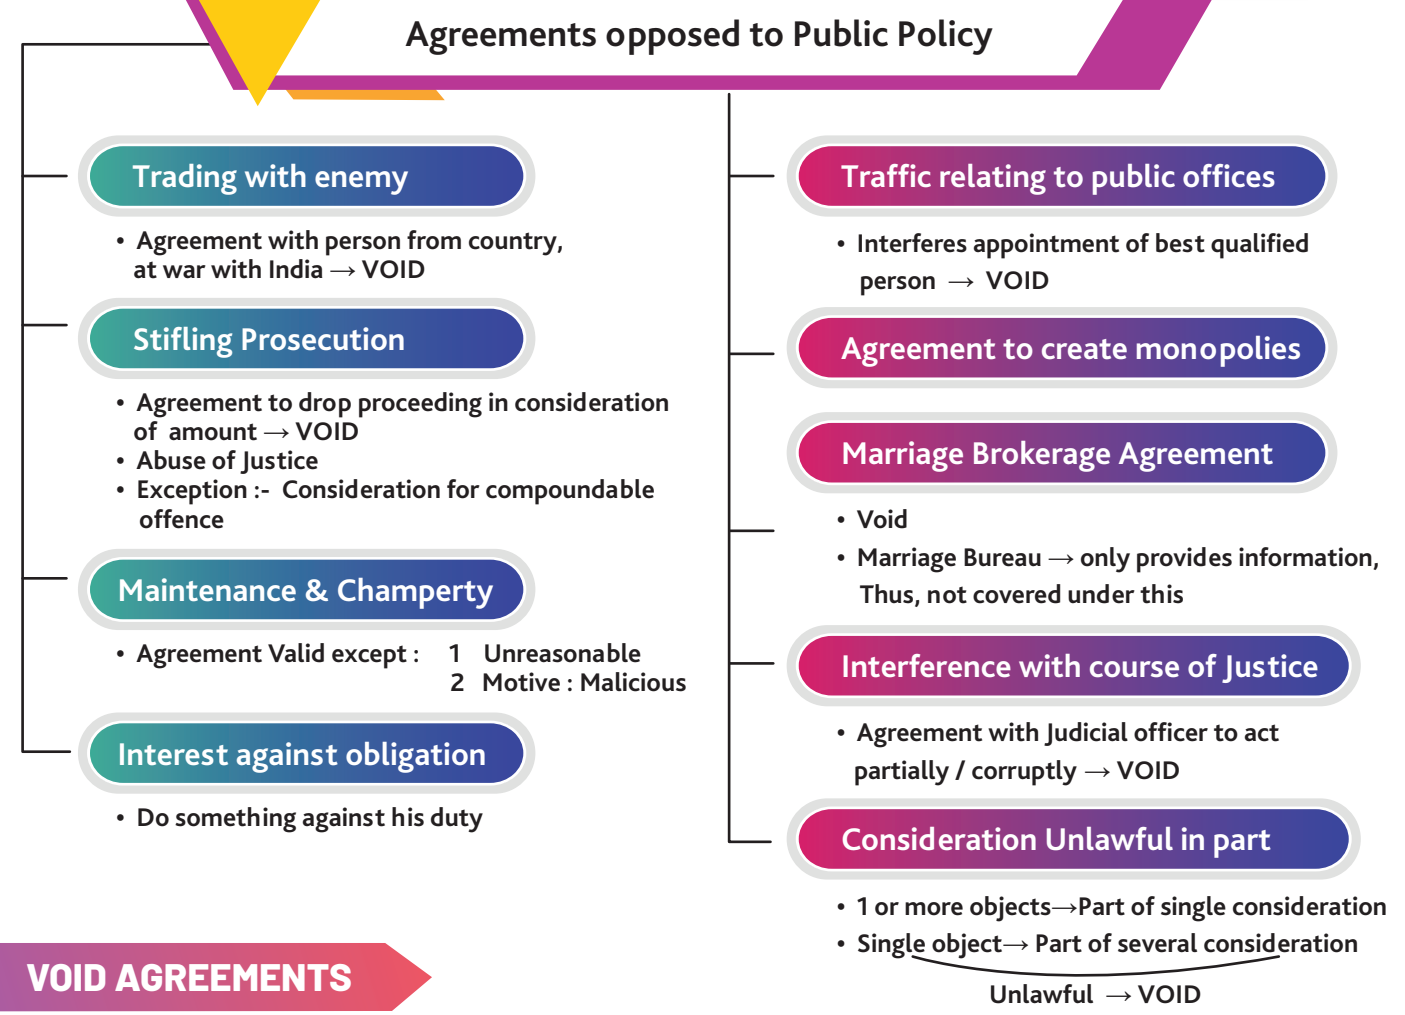 Agreements opposed to Public Policy
Trading with enemy
• Agreement with person from country,
at war with India → VOID
Stifling Prosecution
• Agreement to drop proceeding in consideration
of amount → VOID
• Abuse of Justice
• Exception :- Consideration for compoundable
offence
Maintenance & Champerty
• Agreement Valid except : 1 Unreasonable
2 Motive : Malicious
Interest against obligation
• Do something against his duty
Traffic relating to public offices
• Interferes appointment of best qualified
person → VOID
Agreement to create monopolies
Marriage Brokerage Agreement
• Void
• Marriage Bureau → only provides information,
Thus, not covered under this
Interference with course of Justice
• Agreement with Judicial officer to act
partially / corruptly → VOID
Consideration Unlawful in part
• 1 or more objects→Part of single consideration
• Single object→ Part of several consideration
Unlawful → VOID
VOID AGREEMENTS